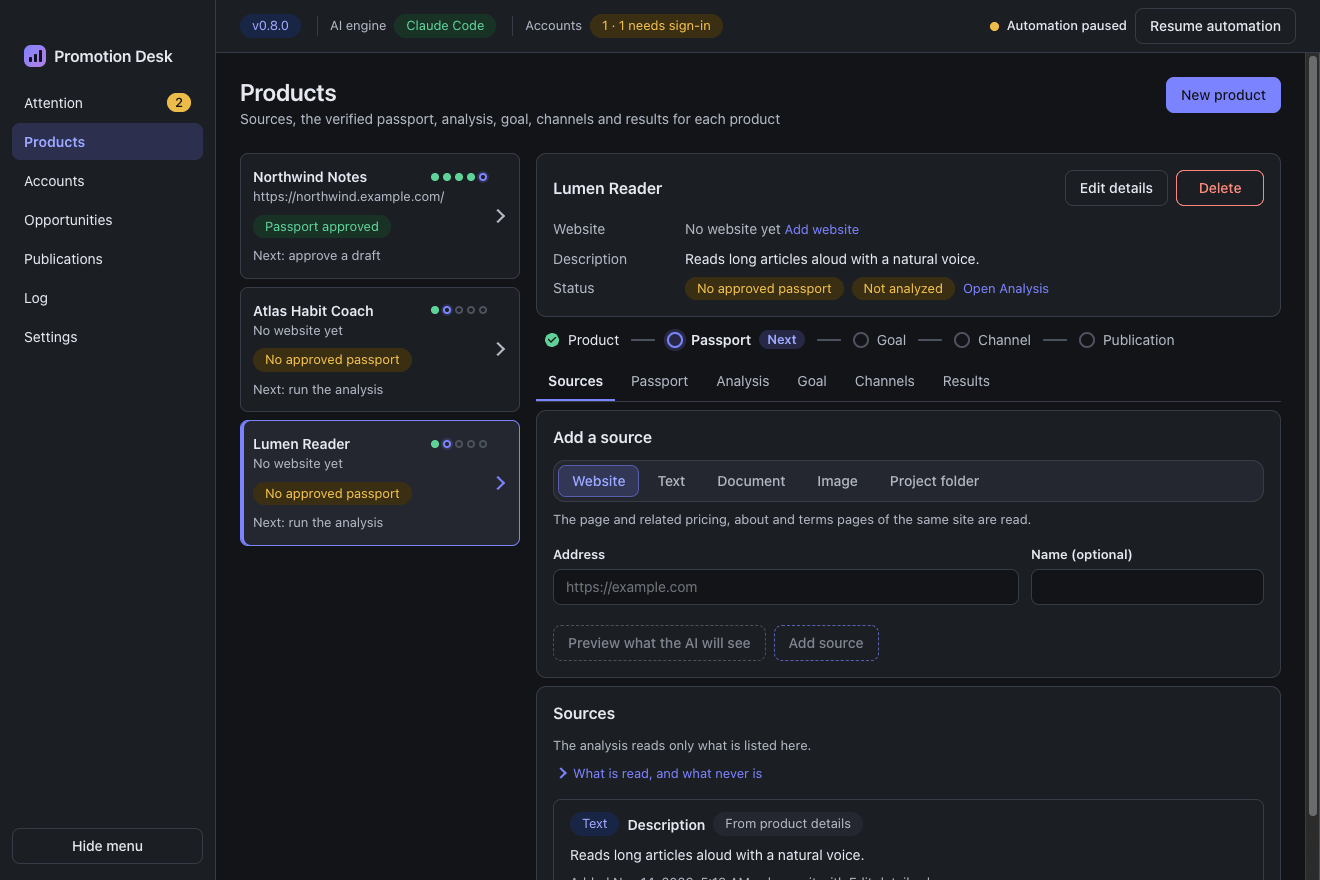 v0.8.0
AI engine
Claude Code
Accounts
1 · 1 needs sign-in
Automation paused
Resume automation
Promotion Desk
Attention
2
Products
Accounts
Opportunities
Publications
Log
Settings
Hide menu
Products
Sources, the verified passport, analysis, goal, channels and results for each product
New product
Northwind Notes
https://northwind.example.com/
Passport approved
Next: approve a draft
Atlas Habit Coach
No website yet
No approved passport
Next: run the analysis
Lumen Reader
No website yet
No approved passport
Next: run the analysis
Lumen Reader
Edit details
Delete
Website
No website yet Add website
Description
Reads long articles aloud with a natural voice.
Status
No approved passport
Not analyzed
Open Analysis
Product
Passport
Next
Goal
Channel
Publication
Sources
Passport
Analysis
Goal
Channels
Results
Add a source
Website
Text
Document
Image
Project folder
The page and related pricing, about and terms pages of the same site are read.
Address
Name (optional)
https://example.com
Preview what the AI will see
Add source
Sources
The analysis reads only what is listed here.
What is read, and what never is
Text
Description
From product details
Reads long articles aloud with a natural voice.